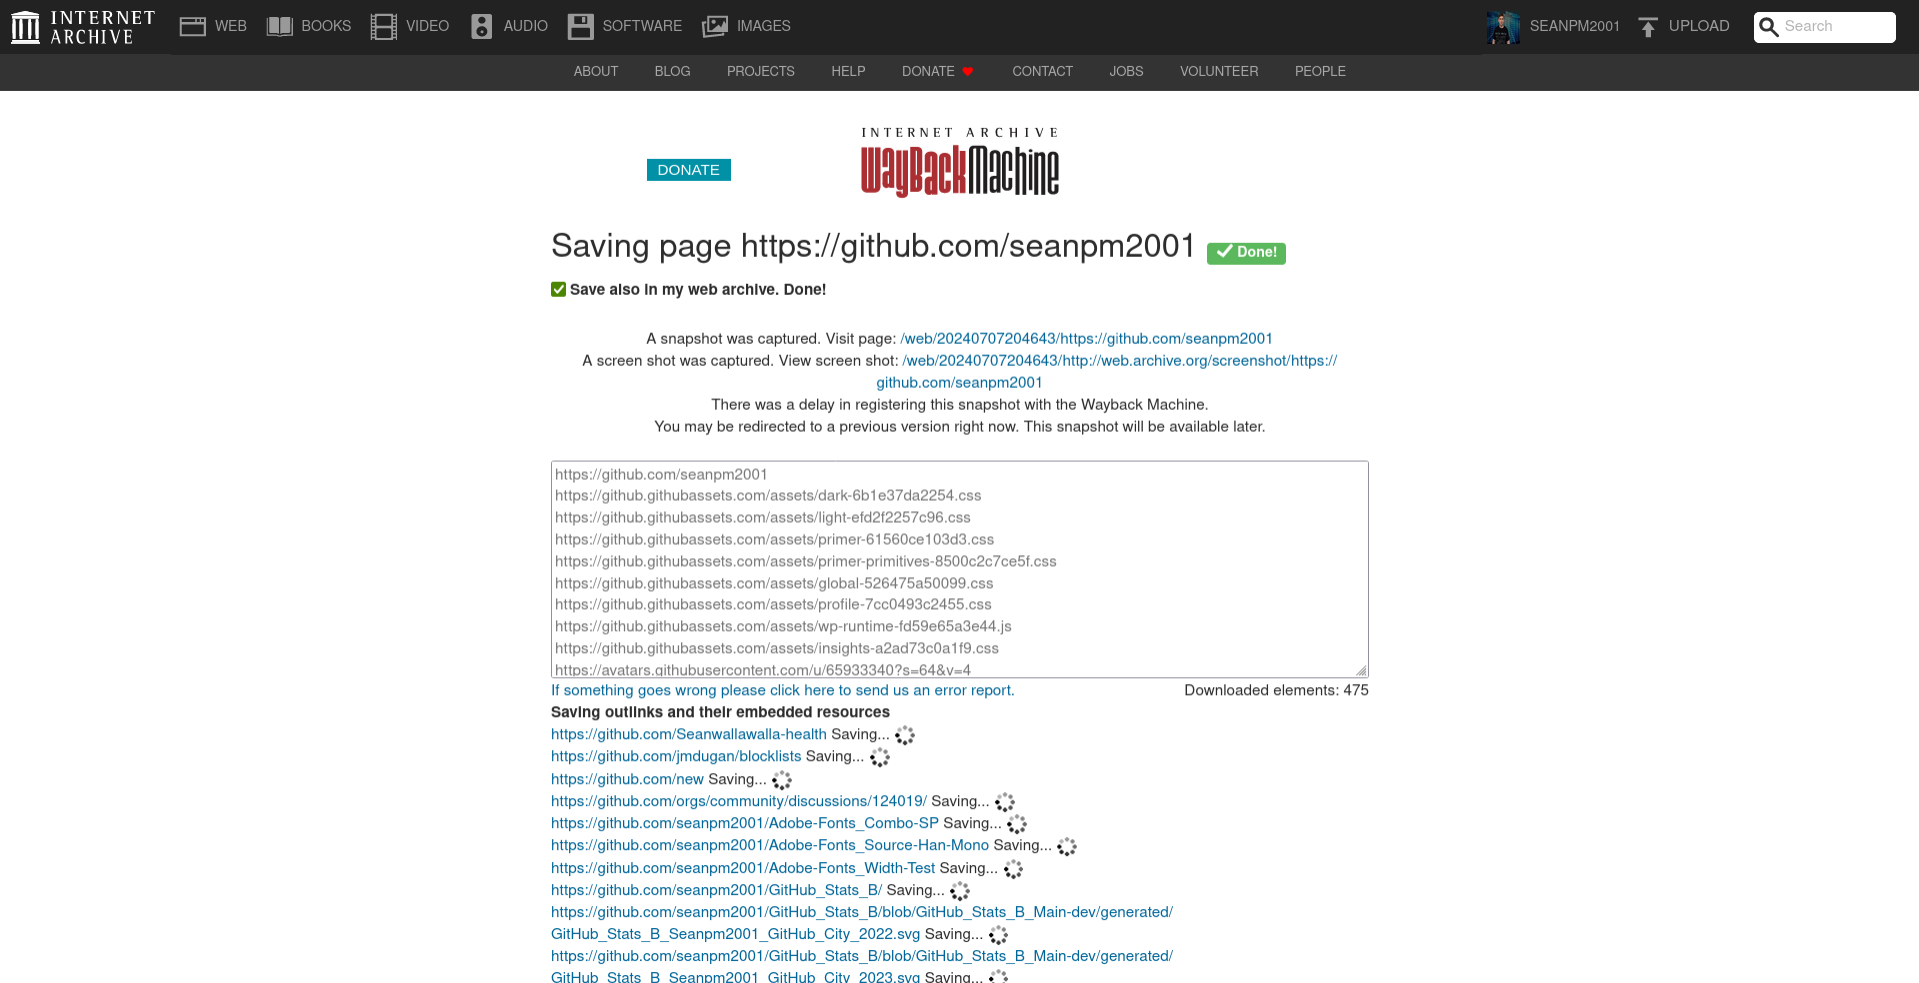 INTERNET ARCHIVE
WEB BOOKS VIDEO AUDIO SOFTWARE IMAGES SEANPM2001 UPLOAD Search
ABOUT BLOG PROJECTS HELP DONATE CONTACT JOBS VOLUNTEER PEOPLE
INTERNET ARCHIVE
WayBackMachine
DONATE
Saving page https://github.com/seanpm2001 Done!
Save also in my web archive. Done!
A snapshot was captured. Visit page: /web/20240707204643/https://github.com/seanpm2001
A screen shot was captured. View screen shot: /web/20240707204643/http://web.archive.org/screenshot/https://
github.com/seanpm2001
There was a delay in registering this snapshot with the Wayback Machine.
You may be redirected to a previous version right now. This snapshot will be available later.
https://github.com/seanpm2001
https://github.githubassets.com/assets/dark-6b1e37da2254.css
https://github.githubassets.com/assets/light-efd2f2257c96.css
https://github.githubassets.com/assets/primer-61560ce103d3.css
https://github.githubassets.com/assets/primer-primitives-8500c2c7ce5f.css
https://github.githubassets.com/assets/global-526475a50099.css
https://github.githubassets.com/assets/profile-7cc0493c2455.css
https://github.githubassets.com/assets/wp-runtime-fd59e65a3e44.js
https://github.githubassets.com/assets/insights-a2ad73c0a1f9.css
https://avatars.githubusercontent.com/u/65933340?s=64&v=4
If something goes wrong please click here to send us an error report. Downloaded elements: 475
Saving outlinks and their embedded resources
https://github.com/Seanwallawalla-health Saving...
https://github.com/jmdugan/blocklists Saving...
https://github.com/new Saving...
https://github.com/orgs/community/discussions/124019/ Saving...
https://github.com/seanpm2001/Adobe-Fonts_Combo-SP Saving...
https://github.com/seanpm2001/Adobe-Fonts_Source-Han-Mono Saving...
https://github.com/seanpm2001/Adobe-Fonts_Width-Test Saving...
https://github.com/seanpm2001/GitHub_Stats_B/ Saving...
https://github.com/seanpm2001/GitHub_Stats_B/blob/GitHub_Stats_B_Main-dev/generated/
GitHub_Stats_B_Seanpm2001_GitHub_City_2022.svg Saving...
https://github.com/seanpm2001/GitHub_Stats_B/blob/GitHub_Stats_B_Main-dev/generated/
GitHub_Stats_B_Seanpm2001_GitHub_City_2023.svg Saving...